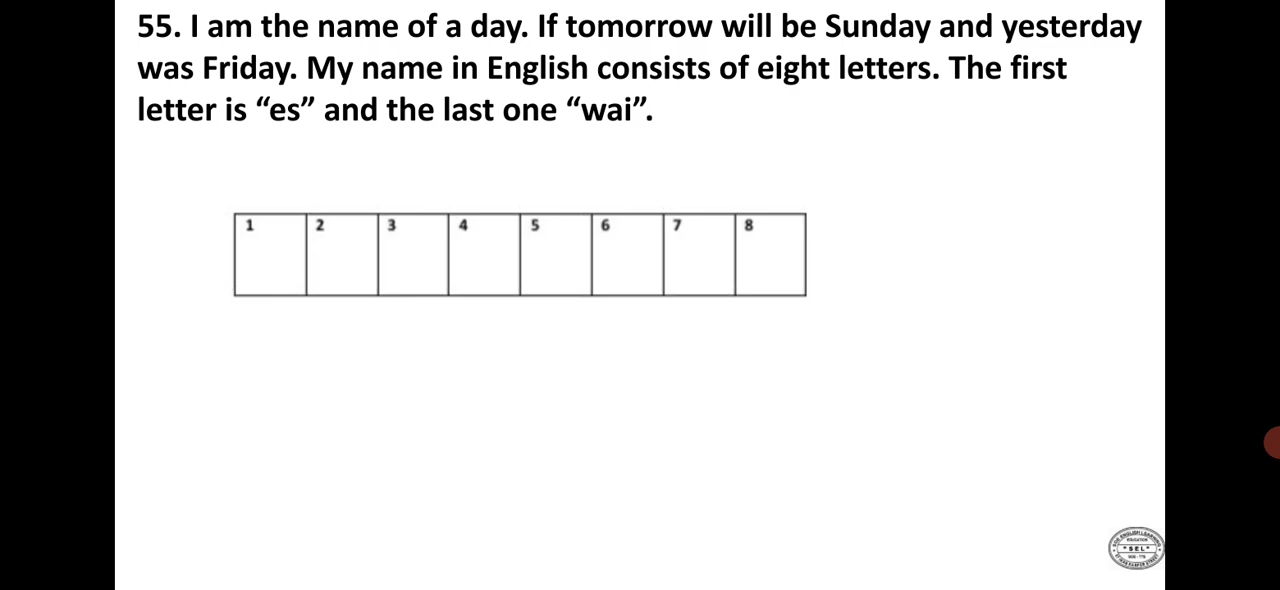 55. I am the name of a day. If tomorrow will be Sunday and yesterday
was Friday. My name in English consists of eight letters. The first
letter is “es” and the last one “wai”.
1 2 3 4 5 6 7 8
"SEL"